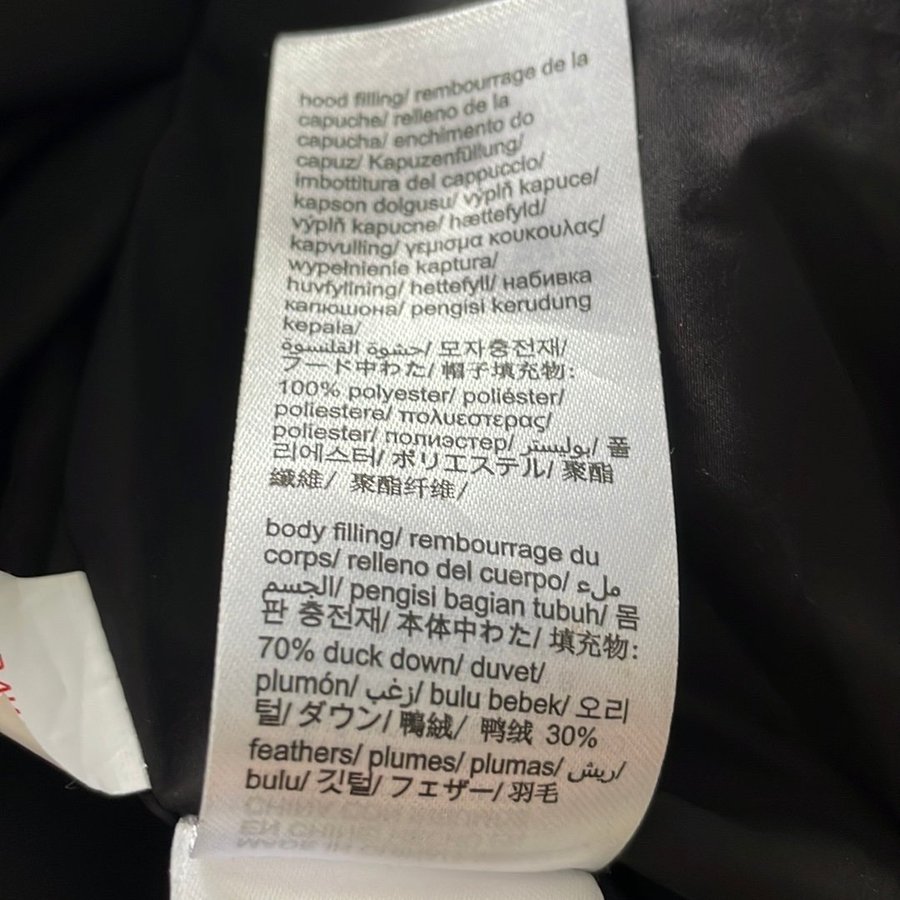 hood filling/ rembourrage de la
capuche/ relleno de la
capucha/ enchimento do
capuz/ Kapuzenfüllung/
imbottitura del cappuccio/
kapson dolgusu/ výplň kapuce/
výplň kapucne/ hættefyld/
kapvulling/ γεμισμα κουκουλας/
wypełnienie kaptura/
huvfyllning/ hettefyll/ набивка
капюшона/ pengisi kerudung
kepala/
حشوة القلنسوة/ 모자충전재/
フード中わた/ 帽子填充物:
100% polyester/ poliéster/
poliestere/ πολυεστερας/
poliester/ полиэстер/ بوليستر/ 폴
리에스터/ ポリエステル/ 聚酯
纖維/ 聚酯纤维/
body filling/ rembourrage du
corps/ relleno del cuerpo/ ملء
الجسم/ pengisi bagian tubuh/ 몸
판 충전재/ 本体中わた/ 填充物:
70% duck down/ duvet/
plumón/ زغب/ bulu bebek/ 오리
털/ ダウン/ 鴨絨/ 鸭绒 30%
feathers/ plumes/ plumas/ ريش/
bulu/ 깃털/ フェザー/ 羽毛